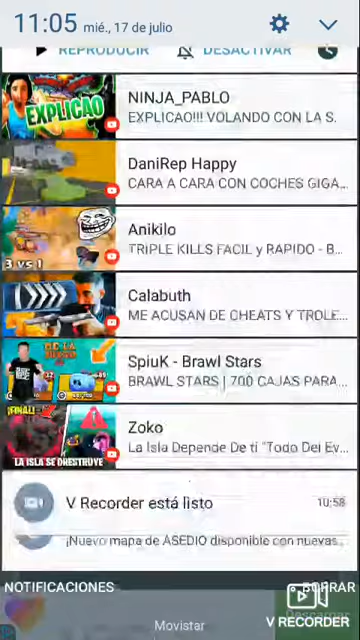 11:05 mié., 17 de julio
REPRODUCIR DESACTIVAR
EXPLICAO
NINJA_PABLO
EXPLICAO!!! VOLANDO CON LA S.
DaniRep Happy
CARA A CARA CON COCHES GIGA...
3 vs 1
Anikilo
TRIPLE KILLS FACIL y RAPIDO - B...
Calabuth
ME ACUSAN DE CHEATS Y TROLE...
SpiuK - Brawl Stars
BRAWL STARS | 700 CAJAS PARA...
¡FINAL!
LA ISLA SE DRESTRUYE
Zoko
La Isla Depende De ti "Todo Del Ev...
V Recorder está listo 10:58
¡Nuevo mapa de ASEDIO disponible con nuevas
NOTIFICACIONES BORRAR
Descargar
Movistar
V RECORDER